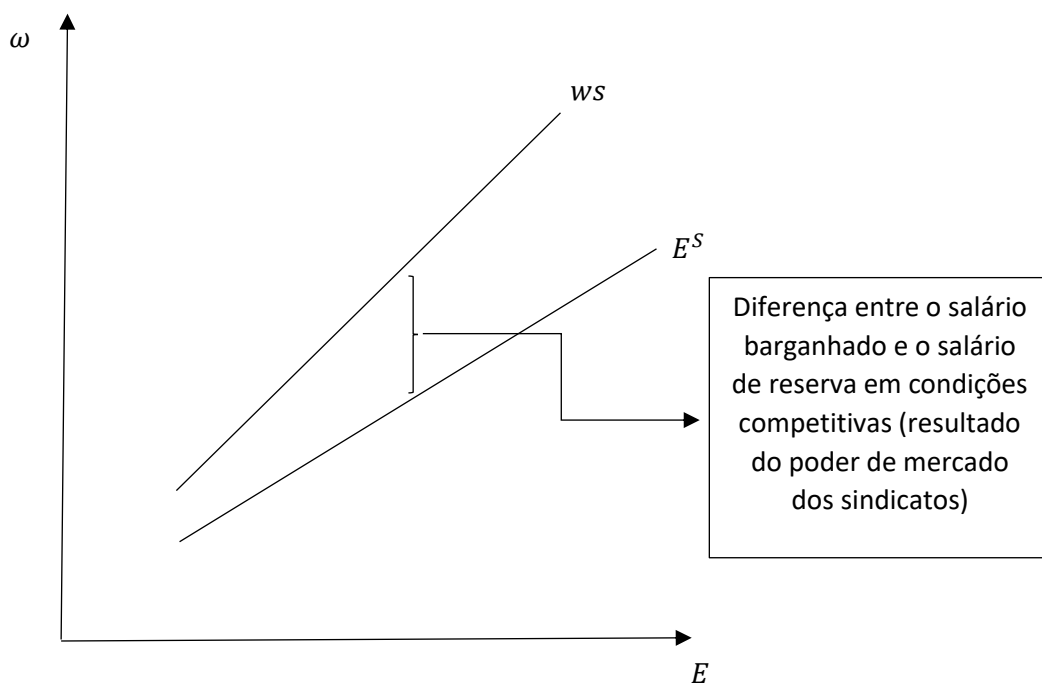 ω
ws
E^S
Diferença entre o salário
barganhado e o salário
de reserva em condições
competitivas (resultado
do poder de mercado
dos sindicatos)
E